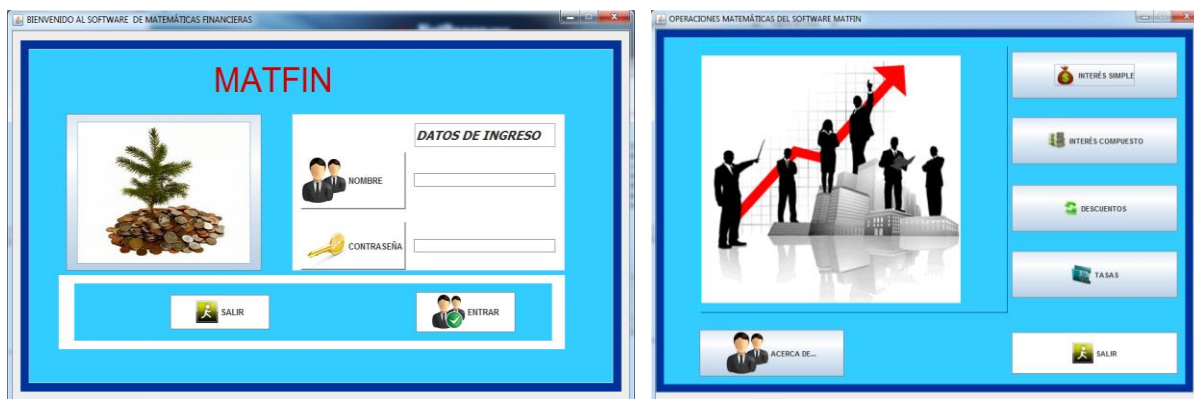 BIENVENIDO AL SOFTWARE DE MATEMÁTICAS FINANCIERAS
MATFIN
DATOS DE INGRESO
NOMBRE
CONTRASEÑA
SALIR
ENTRAR
OPERACIONES MATEMÁTICAS DEL SOFTWARE MATFIN
INTERÉS SIMPLE
INTERÉS COMPUESTO
DESCUENTOS
TASAS
ACERCA DE...
SALIR